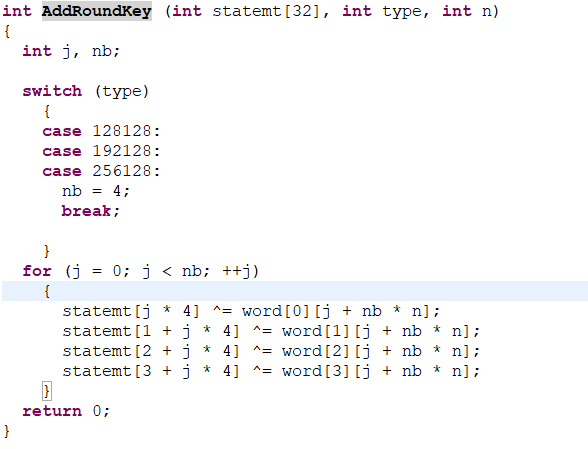 int AddRoundKey (int statemt[32], int type, int n)
{
  int j, nb;

  switch (type)
    {
    case 128128:
    case 192128:
    case 256128:
      nb = 4;
      break;

    }
  for (j = 0; j < nb; ++j)
    {
      statemt[j * 4] ^= word[0][j + nb * n];
      statemt[1 + j * 4] ^= word[1][j + nb * n];
      statemt[2 + j * 4] ^= word[2][j + nb * n];
      statemt[3 + j * 4] ^= word[3][j + nb * n];
    }
  return 0;
}